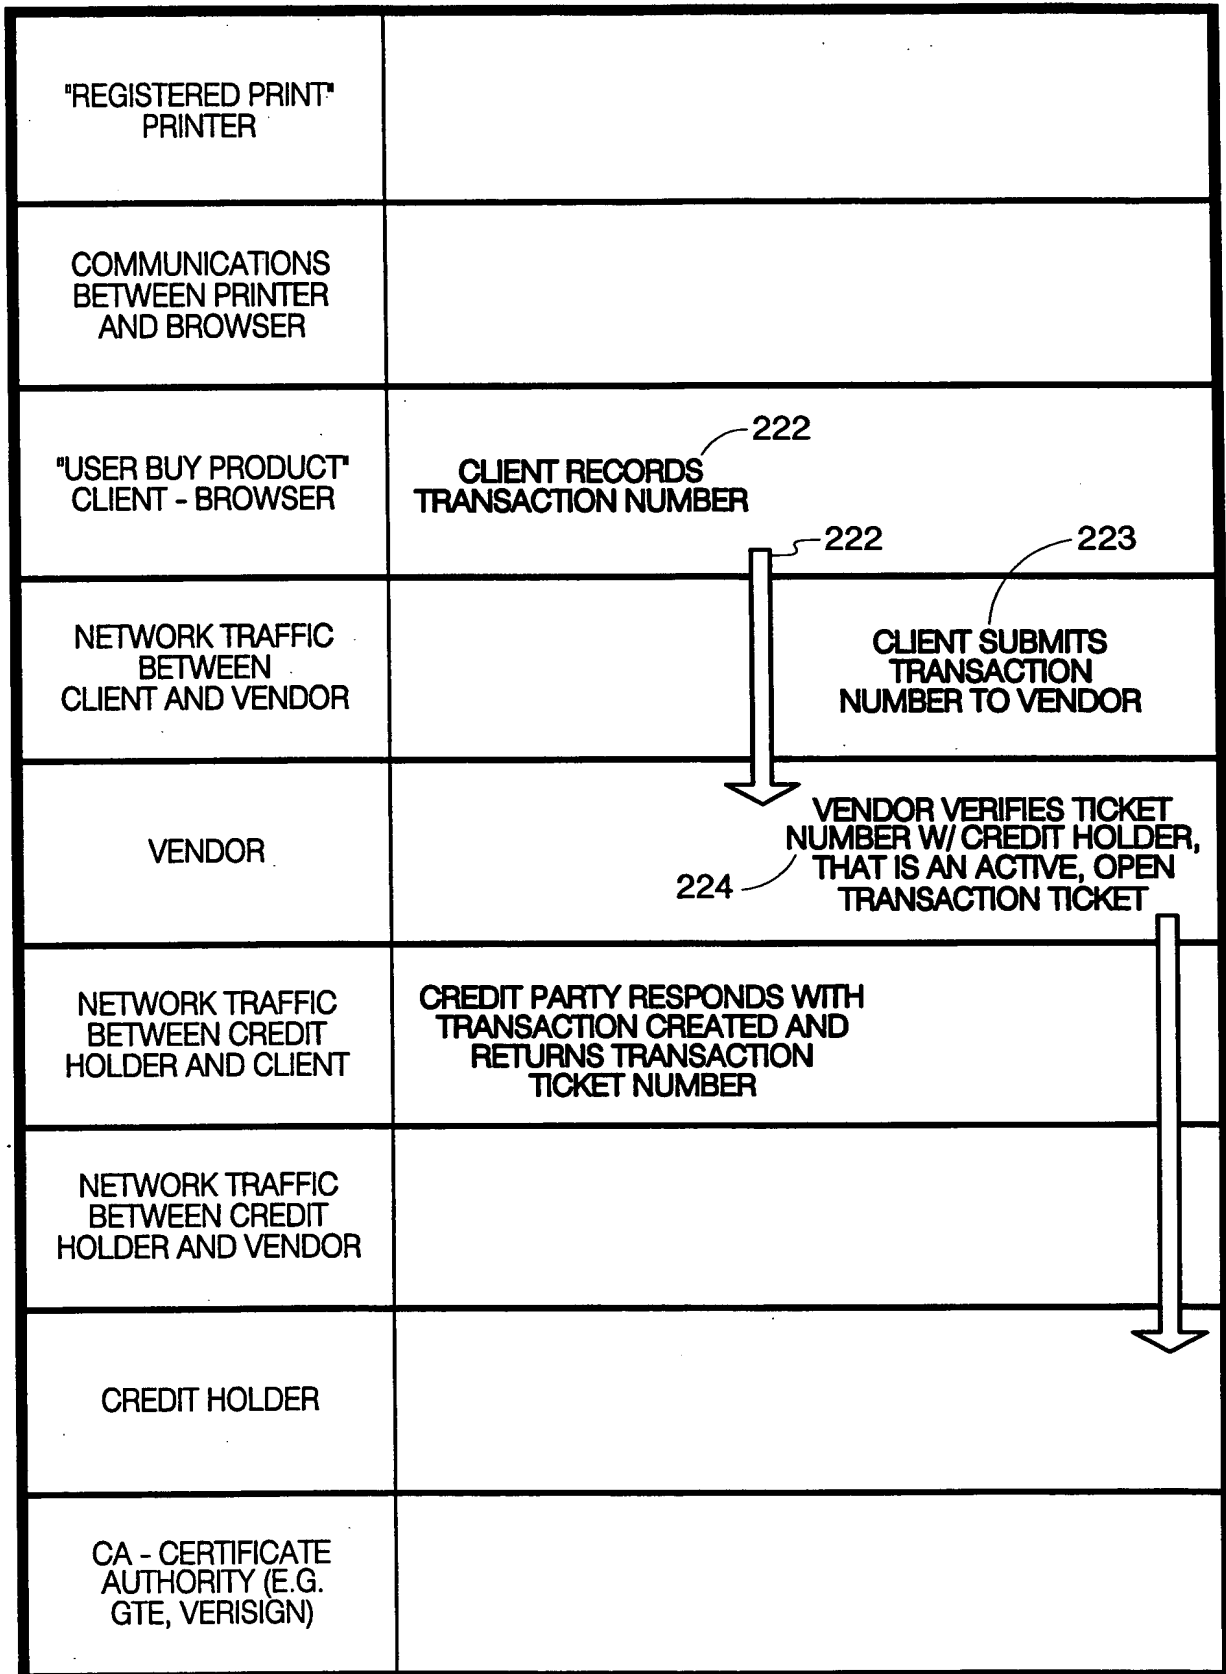 "REGISTERED PRINT"
PRINTER
COMMUNICATIONS
BETWEEN PRINTER
AND BROWSER
"USER BUY PRODUCT"
CLIENT - BROWSER
222
CLIENT RECORDS
TRANSACTION NUMBER
222
223
NETWORK TRAFFIC
BETWEEN
CLIENT AND VENDOR
CLIENT SUBMITS
TRANSACTION
NUMBER TO VENDOR
VENDOR
VENDOR VERIFIES TICKET
NUMBER W/ CREDIT HOLDER,
THAT IS AN ACTIVE, OPEN
TRANSACTION TICKET
224
NETWORK TRAFFIC
BETWEEN CREDIT
HOLDER AND CLIENT
CREDIT PARTY RESPONDS WITH
TRANSACTION CREATED AND
RETURNS TRANSACTION
TICKET NUMBER
NETWORK TRAFFIC
BETWEEN CREDIT
HOLDER AND VENDOR
CREDIT HOLDER
CA - CERTIFICATE
AUTHORITY (E.G.
GTE, VERISIGN)